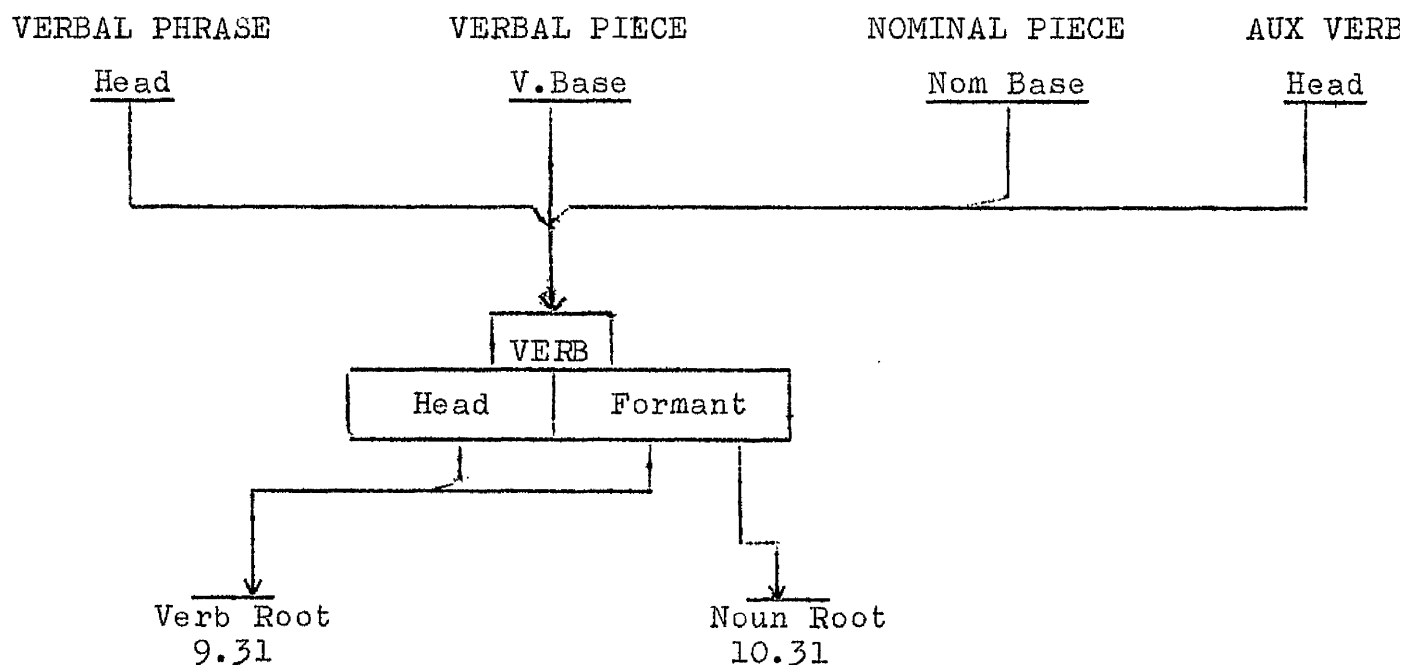 VERBAL PHRASE VERBAL PIECE NOMINAL PIECE AUX VERB
Head V.Base Nom Base Head
VERB
Head Formant
Verb Root Noun Root
9.31 10.31